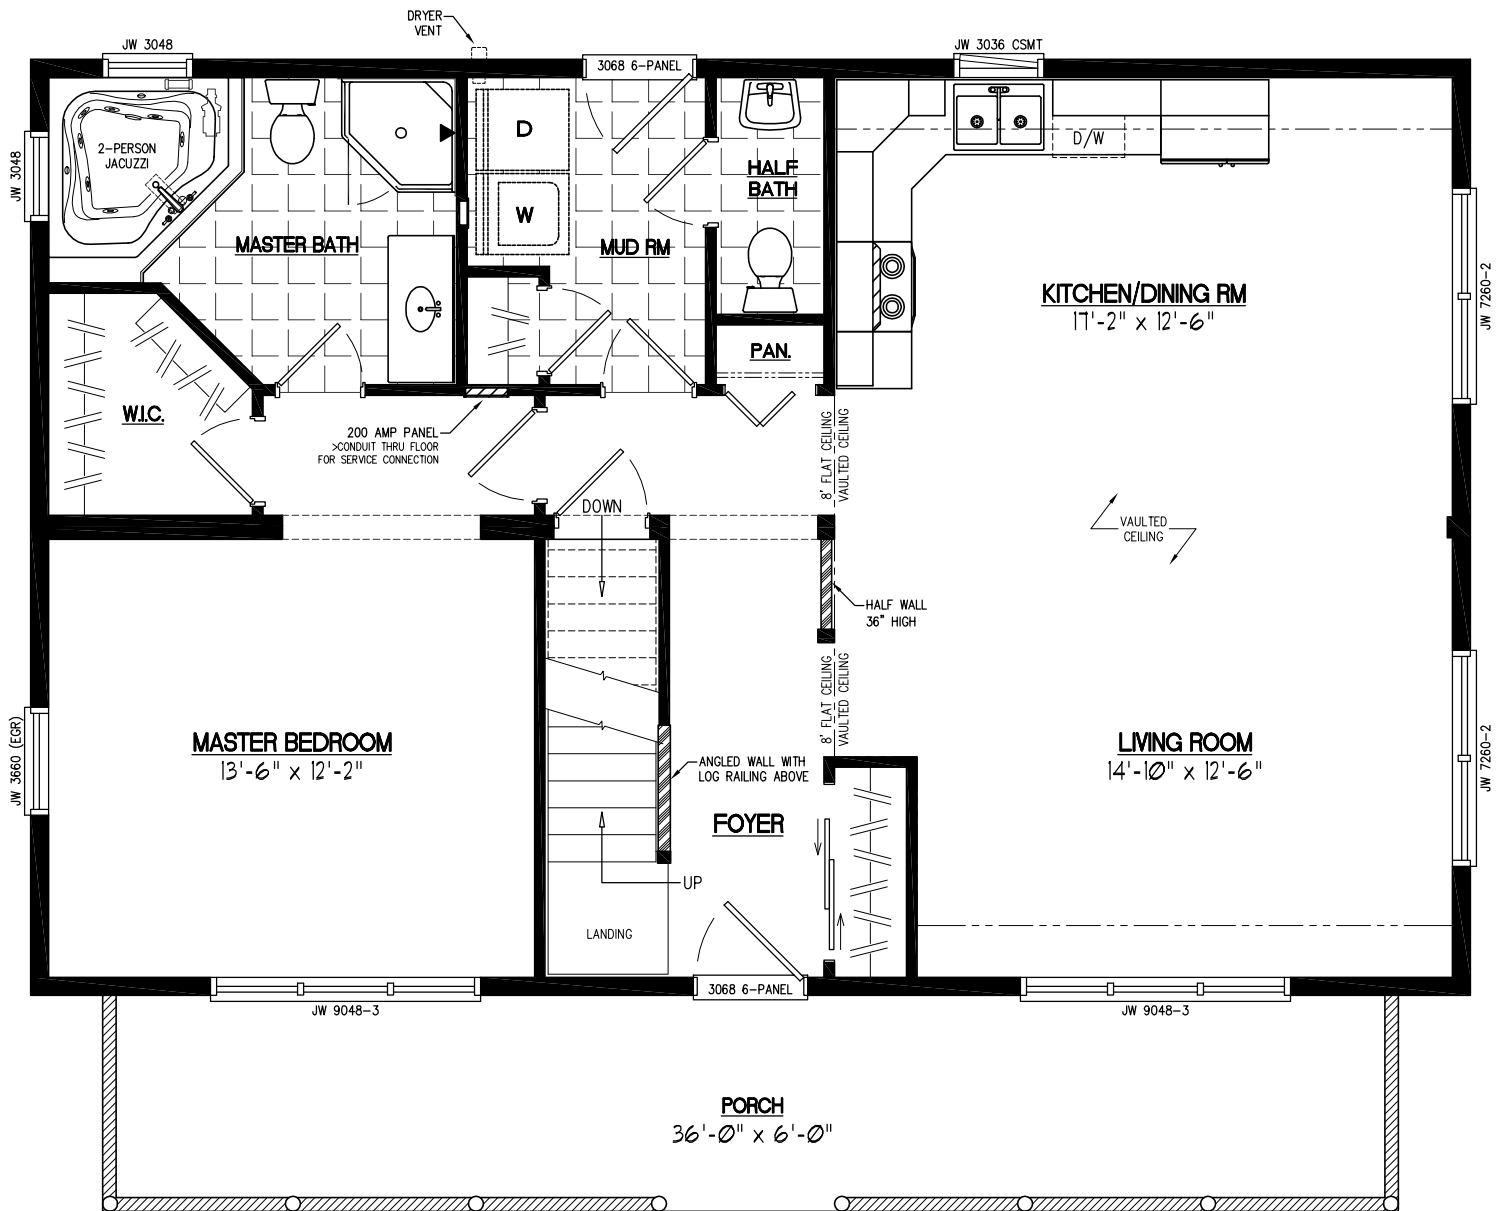 DRYER
VENT
JW 3048
3068 6-PANEL
JW 3036 CSMT
JW 3048
2-PERSON
JACUZZI
D
W
D/W
HALF
BATH
MASTER BATH
MUD RM
KITCHEN/DINING RM
17'-2" x 12'-6"
JW 7260-2
PAN.
W.I.C.
200 AMP PANEL
>CONDUIT THRU FLOOR
FOR SERVICE CONNECTION
8' FLAT CEILING
VAULTED CEILING
DOWN
VAULTED
CEILING
HALF WALL
36" HIGH
8' FLAT CEILING
VAULTED CEILING
JW 3660 (EGR)
MASTER BEDROOM
13'-6" x 12'-2"
ANGLED WALL WITH
LOG RAILING ABOVE
LIVING ROOM
14'-10" x 12'-6"
JW 7260-2
FOYER
UP
LANDING
3068 6-PANEL
JW 9048-3
JW 9048-3
PORCH
36'-0" x 6'-0"